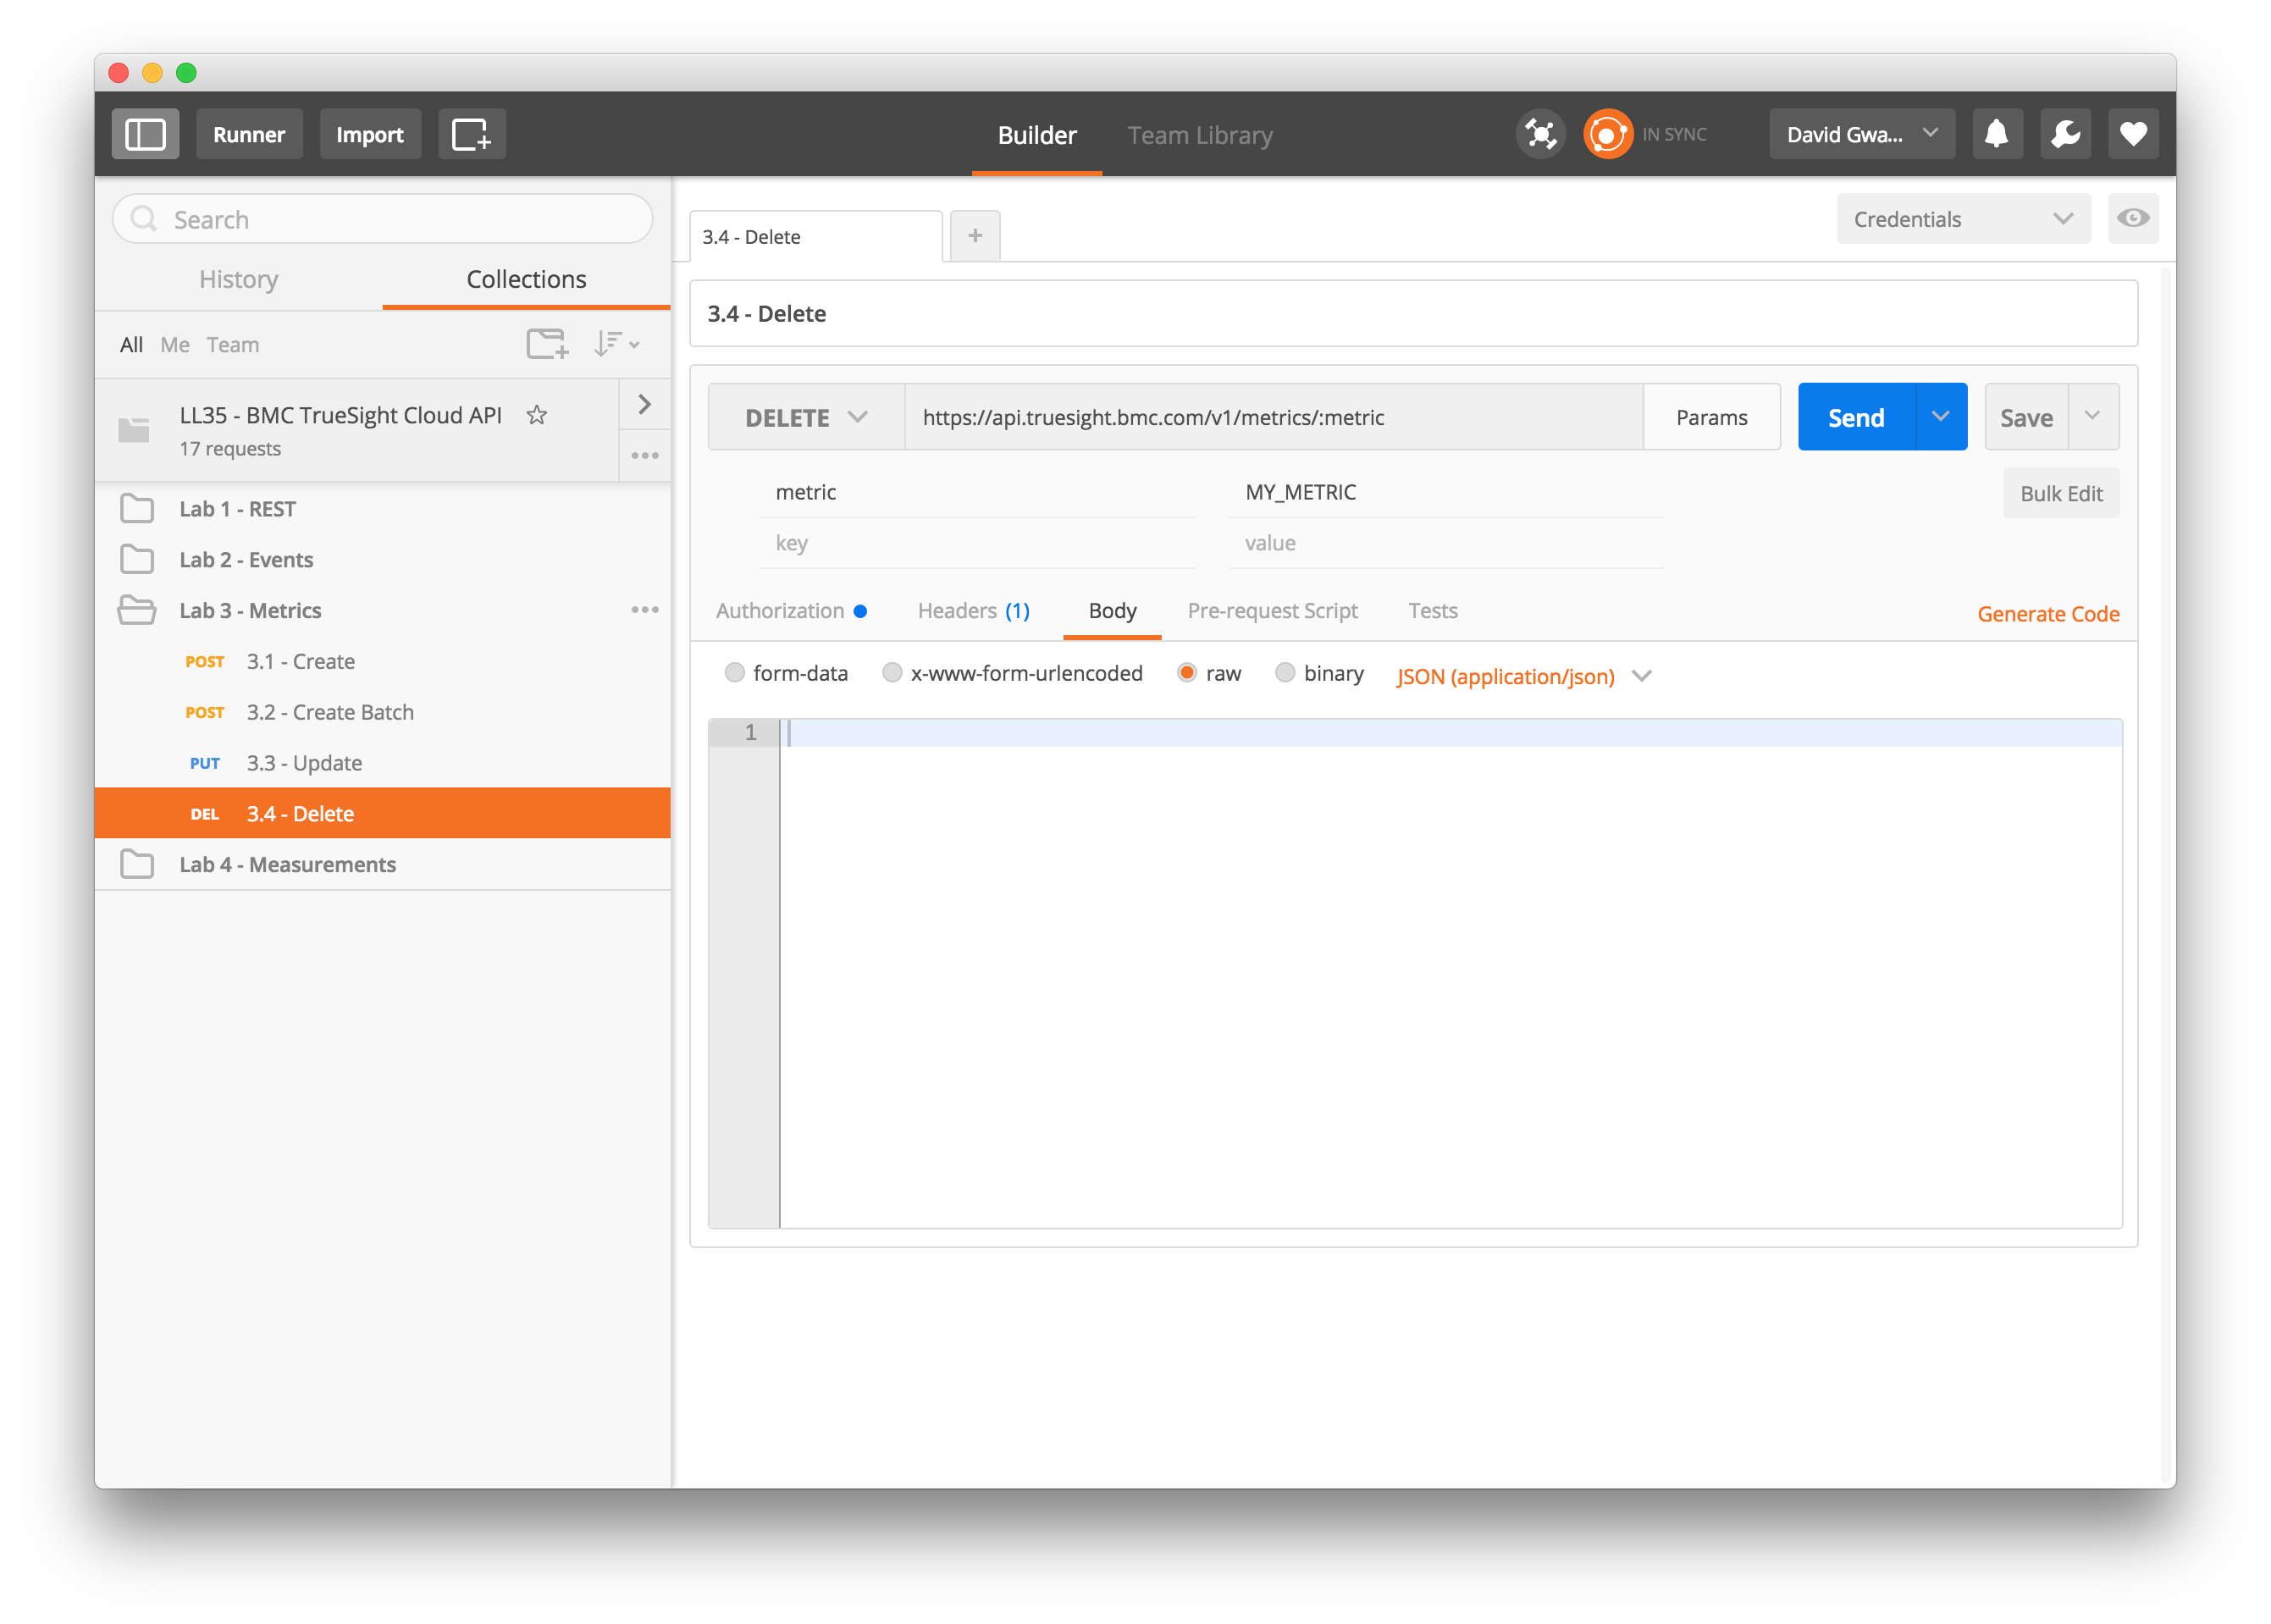 Runner
Import
Builder
Team Library
IN SYNC
David Gwa...
Search
History
Collections
All
Me
Team
LL35 - BMC TrueSight Cloud API
17 requests
Lab 1 - REST
Lab 2 - Events
Lab 3 - Metrics
POST 3.1 - Create
POST 3.2 - Create Batch
PUT 3.3 - Update
DEL 3.4 - Delete
Lab 4 - Measurements
3.4 - Delete
+
Credentials
3.4 - Delete
DELETE
https://api.truesight.bmc.com/v1/metrics/:metric
Params
Send
Save
metric
MY_METRIC
Bulk Edit
key
value
Authorization
Headers (1)
Body
Pre-request Script
Tests
Generate Code
form-data
x-www-form-urlencoded
raw
binary
JSON (application/json)
1